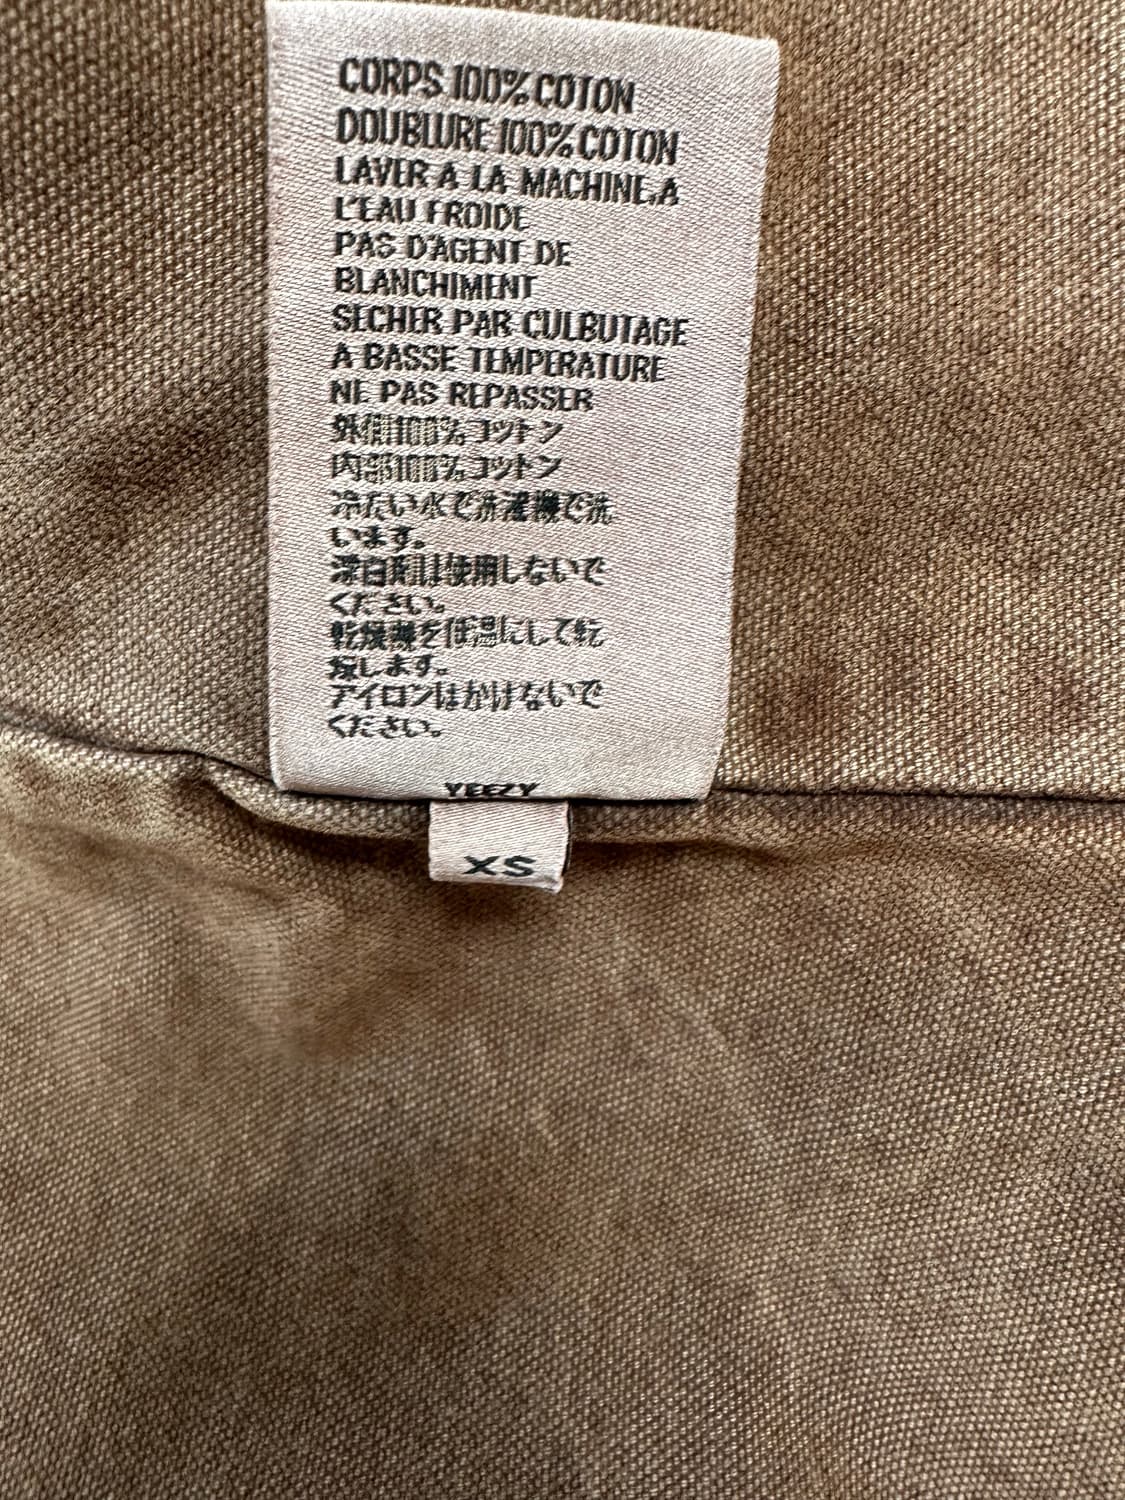 CORPS 100% COTON
DOUBLURE 100% COTON
LAVER A LA MACHINE, A
L'EAU FROIDE
PAS D'AGENT DE
BLANCHIMENT
SECHER PAR CULBUTAGE
A BASSE TEMPERATURE
NE PAS REPASSER
外側100%コットン
内部100%コットン
冷たい水で洗濯機で洗
います。
漂白剤は使用しないで
ください。
乾燥機を低温にして乾
燥します。
アイロンはかけないで
ください。
YEEZY
XS